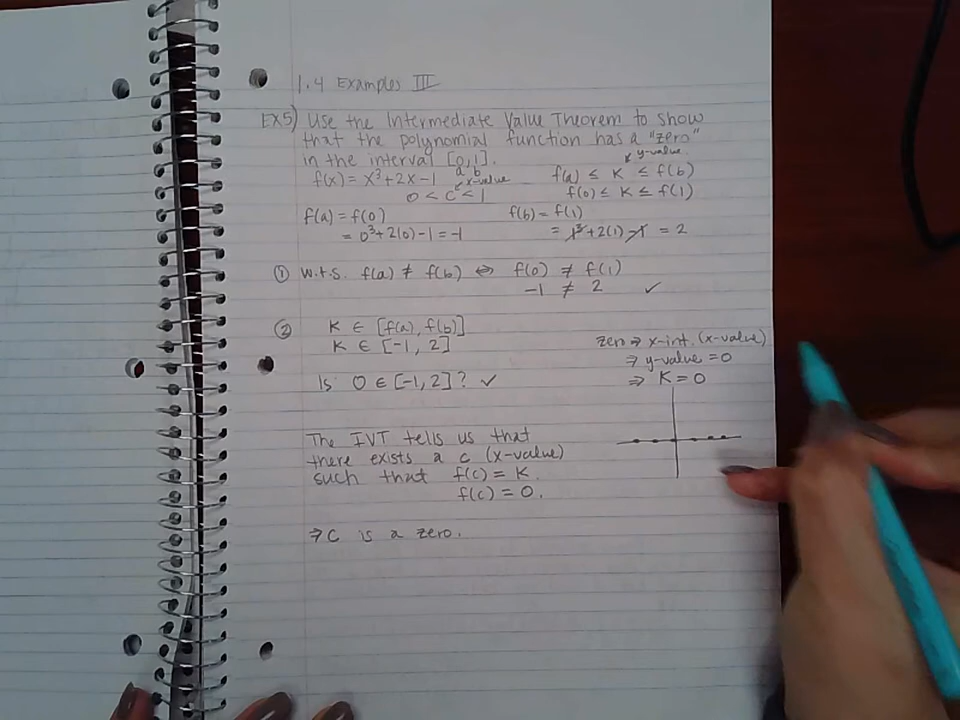 1.4 Examples III
EX5) Use the Intermediate Value Theorem to show
that the polynomial function has a "zero"
in the interval [0,1].
a b
f(x) = x³+2x-1
x-value
0 < c < 1
y-value
f(a) ≤ K ≤ f(b)
f(0) ≤ K ≤ f(1)
f(a) = f(0)
= 0³+2(0)-1 = -1
f(b) = f(1)
= 1³+2(1)-1 = 2
① W.T.S. f(a) ≠ f(b) ⇔ f(0) ≠ f(1)
-1 ≠ 2 ✓
② K ∈ [f(a), f(b)]
K ∈ [-1, 2]
Is 0 ∈ [-1,2]? ✓
zero ⇒ x-int. (x-value)
⇒ y-value = 0
⇒ K = 0
The IVT tells us that
there exists a c (x-value)
such that f(c) = K.
f(c) = 0.
⇒ C is a zero.